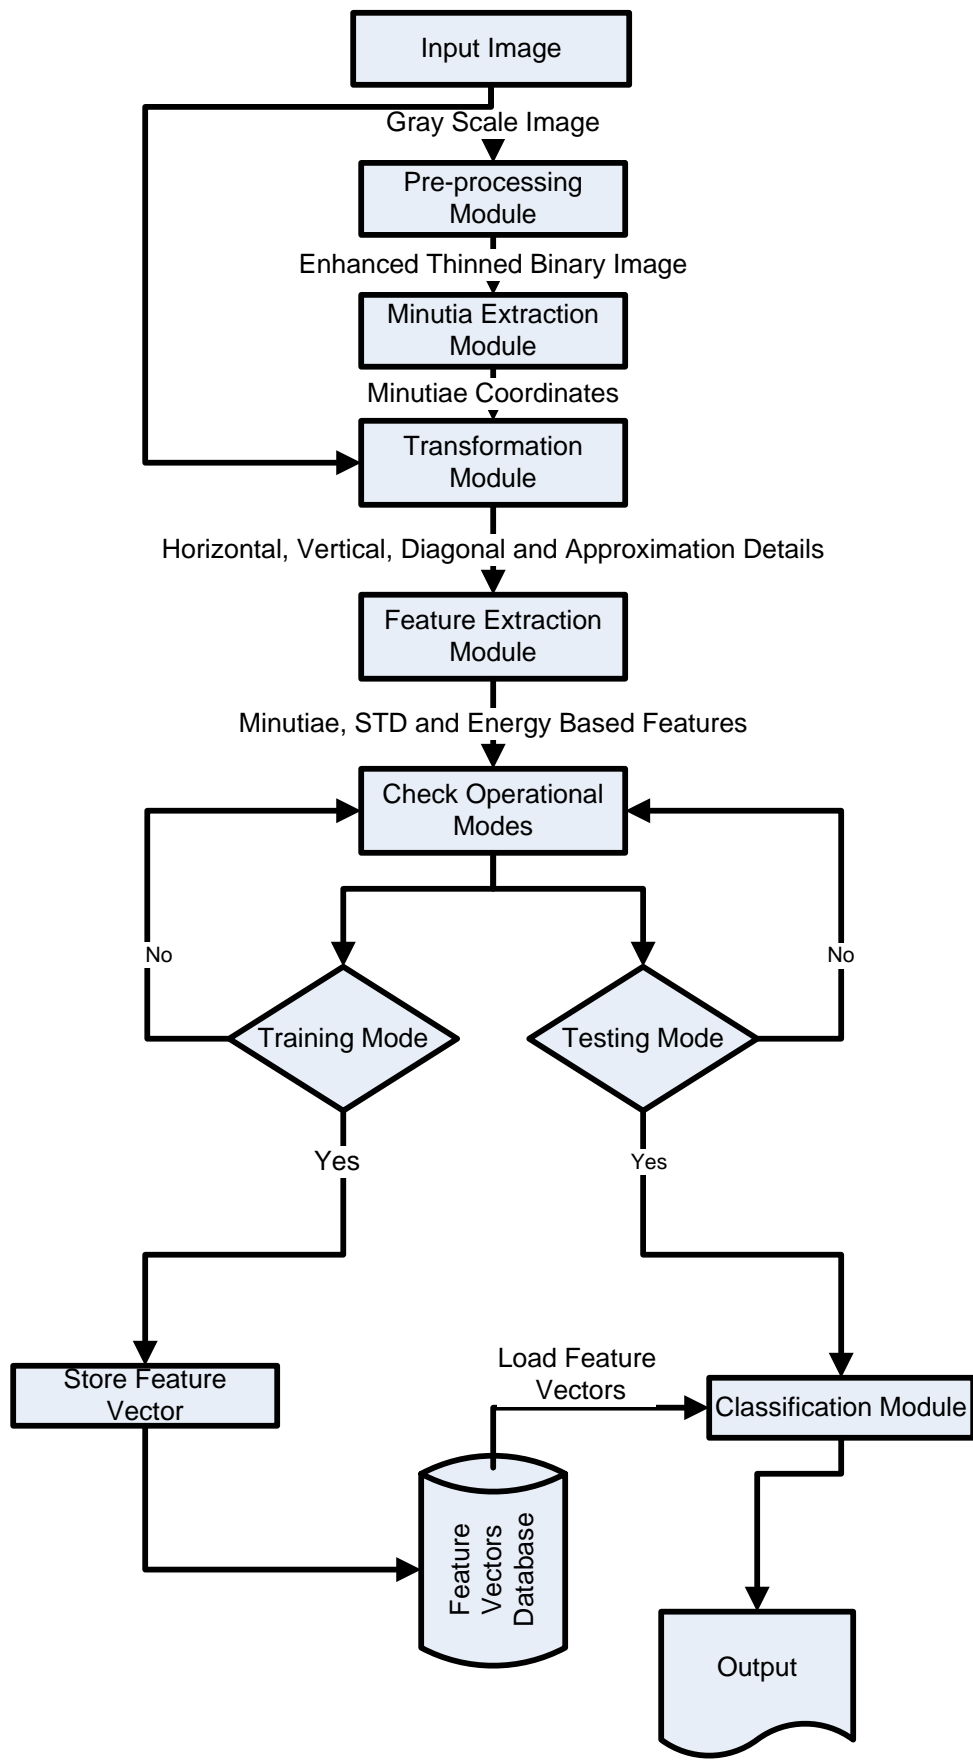 Input Image
Gray Scale Image
Pre-processing
Module
Enhanced Thinned Binary Image
Minutia Extraction
Module
Minutiae Coordinates
Transformation
Module
Horizontal, Vertical, Diagonal and Approximation Details
Feature Extraction
Module
Minutiae, STD and Energy Based Features
Check Operational
Modes
No
No
Training Mode
Testing Mode
Yes
Yes
Store Feature
Vector
Load Feature
Vectors
Classification Module
Feature
Vectors
Database
Output